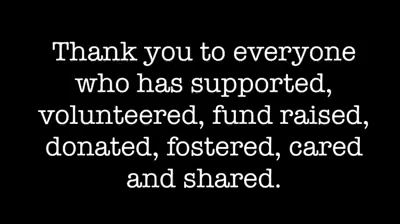 Thank you to everyone
who has supported,
volunteered, fund raised,
donated, fostered, cared
and shared.